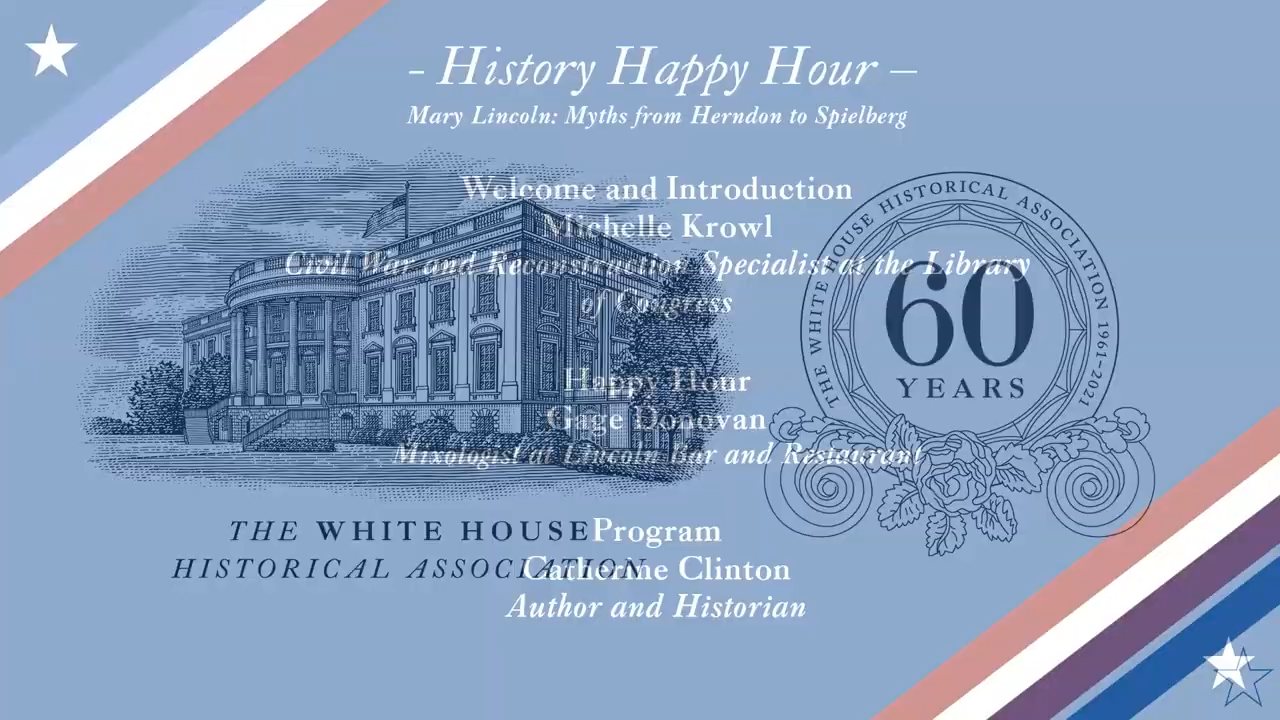 - History Happy Hour –
Mary Lincoln: Myths from Herndon to Spielberg
Welcome and Introduction
Michelle Krowl
Civil War and Reconstruction Specialist at the Library
of Congress
Happy Hour
Gage Donovan
Mixologist at Lincoln Bar and Restaurant
Program
Catherine Clinton
Author and Historian
THE WHITE HOUSE
HISTORICAL ASSOCIATION
THE WHITE HOUSE HISTORICAL ASSOCIATION 1961–2021
60
YEARS